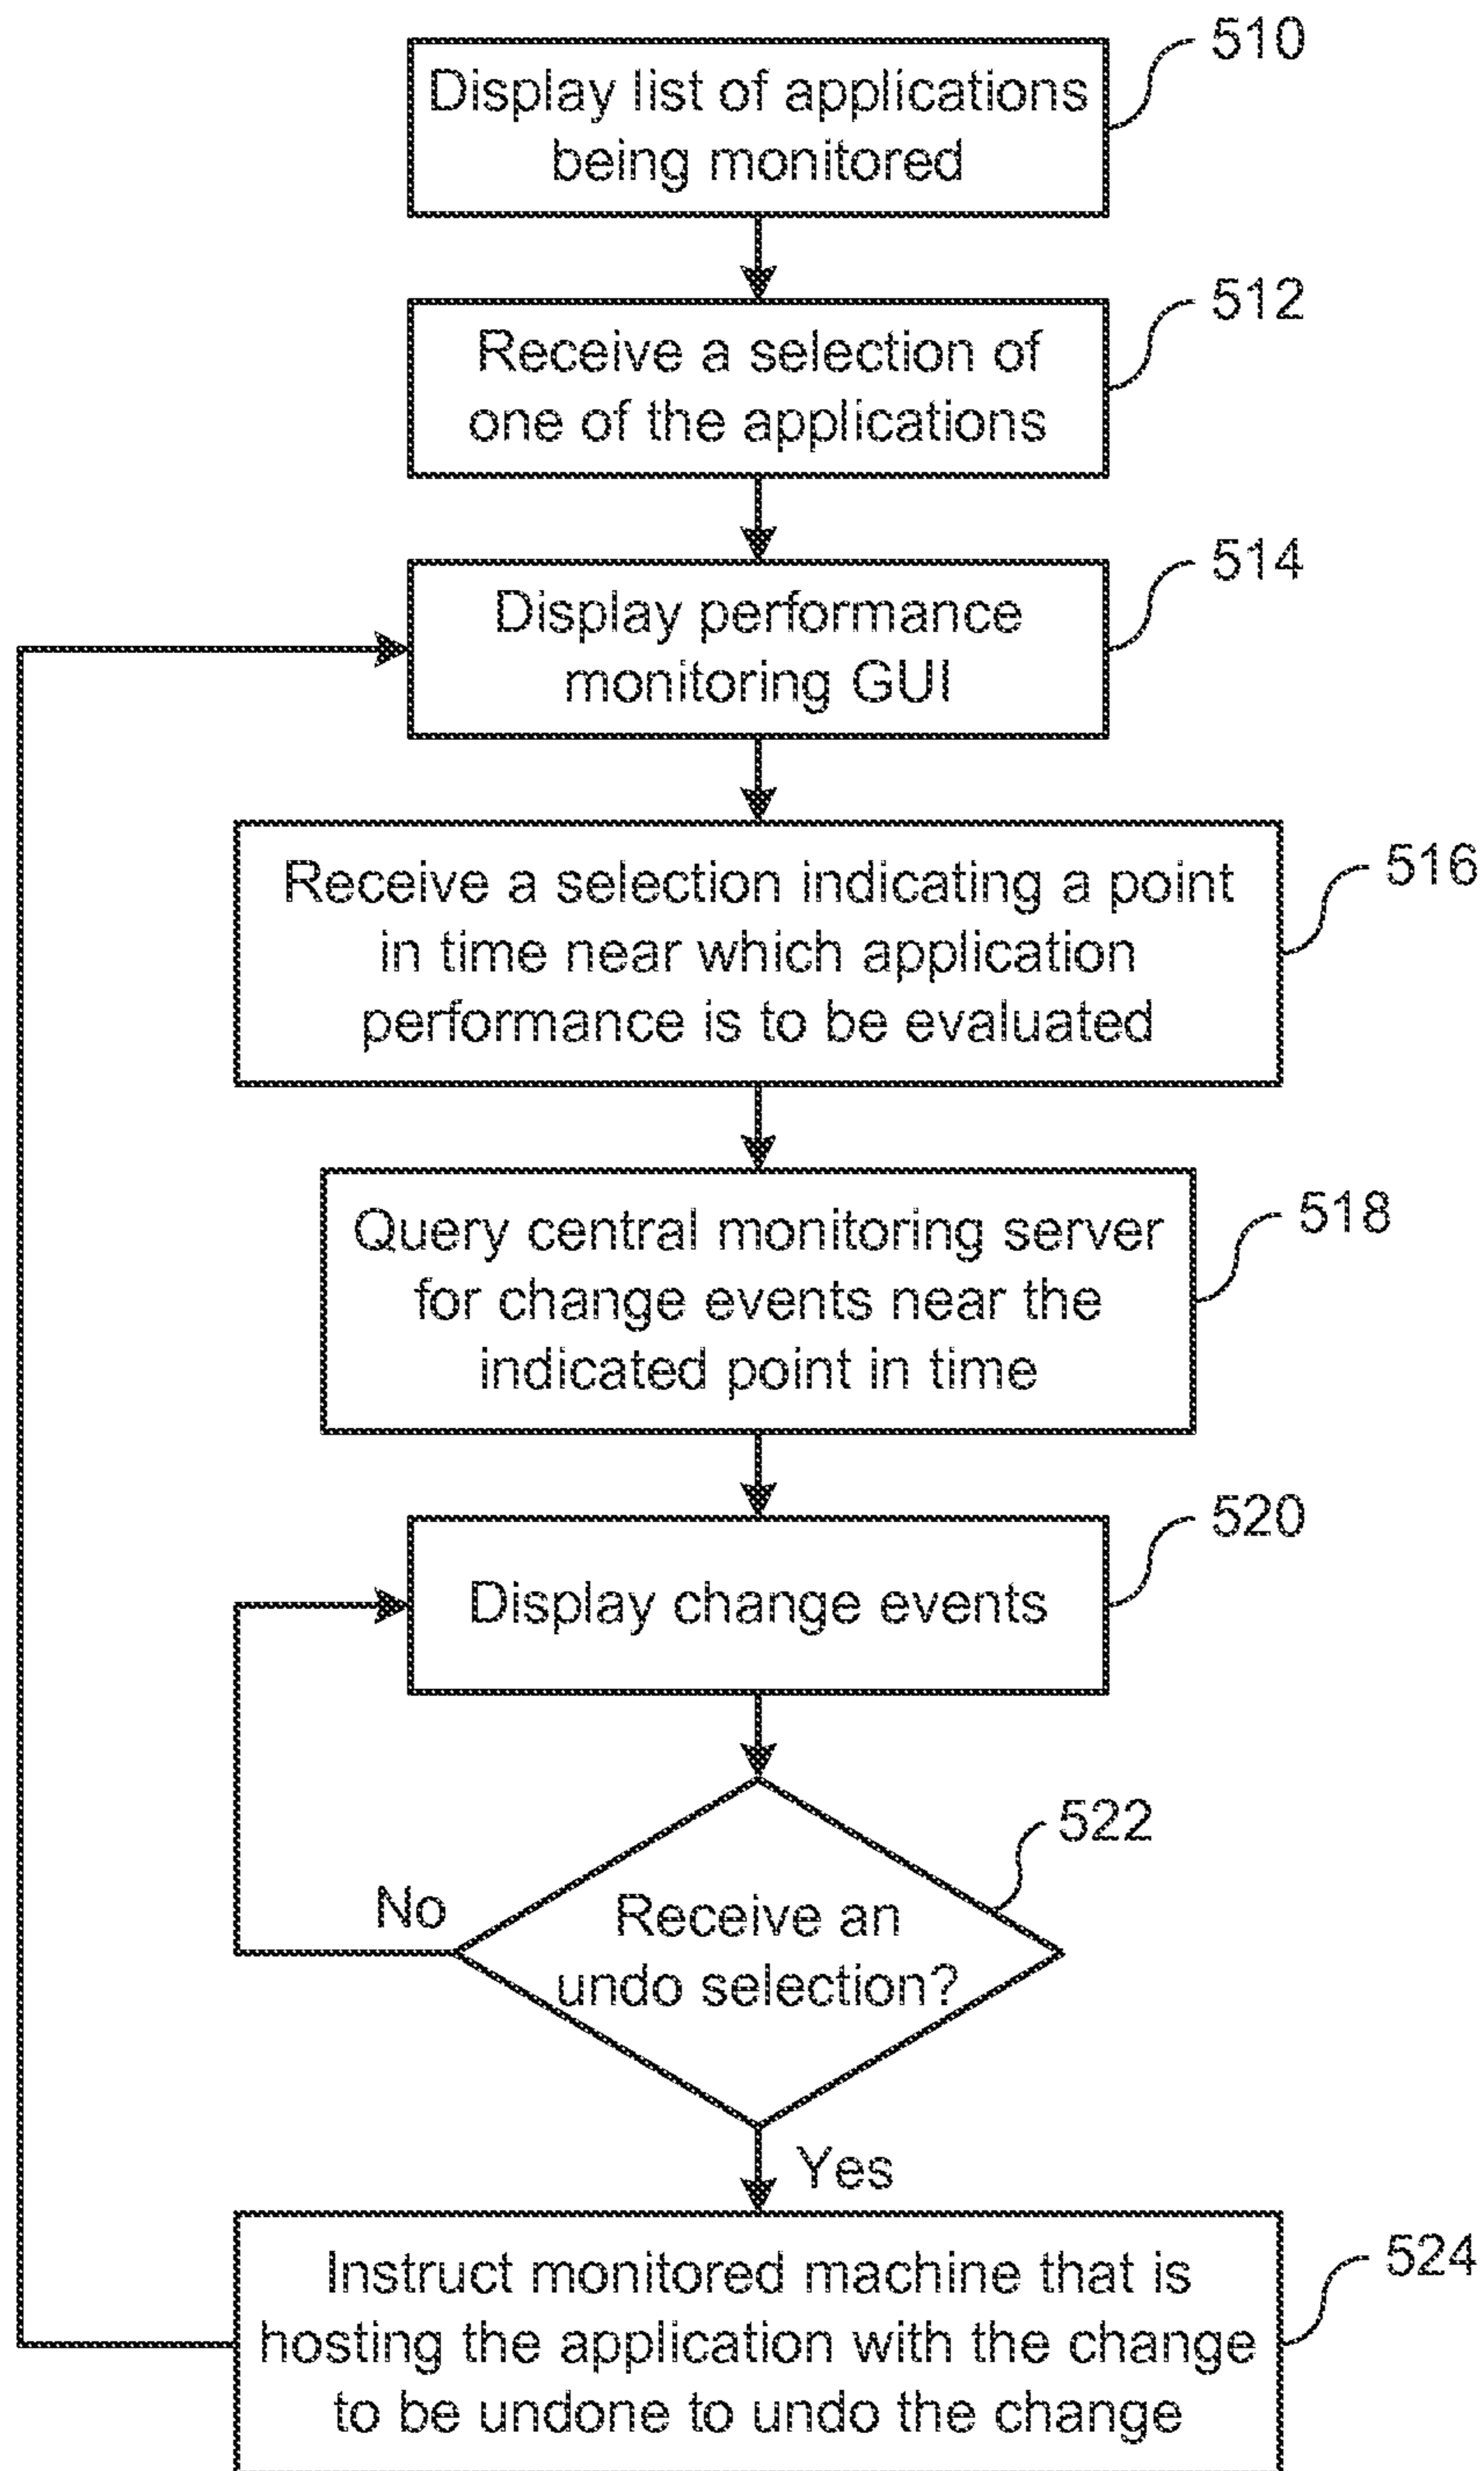 510
Display list of applications
being monitored
512
Receive a selection of
one of the applications
514
Display performance
monitoring GUI
516
Receive a selection indicating a point
in time near which application
performance is to be evaluated
518
Query central monitoring server
for change events near the
indicated point in time
520
Display change events
522
No
Receive an
undo selection?
Yes
524
Instruct monitored machine that is
hosting the application with the change
to be undone to undo the change